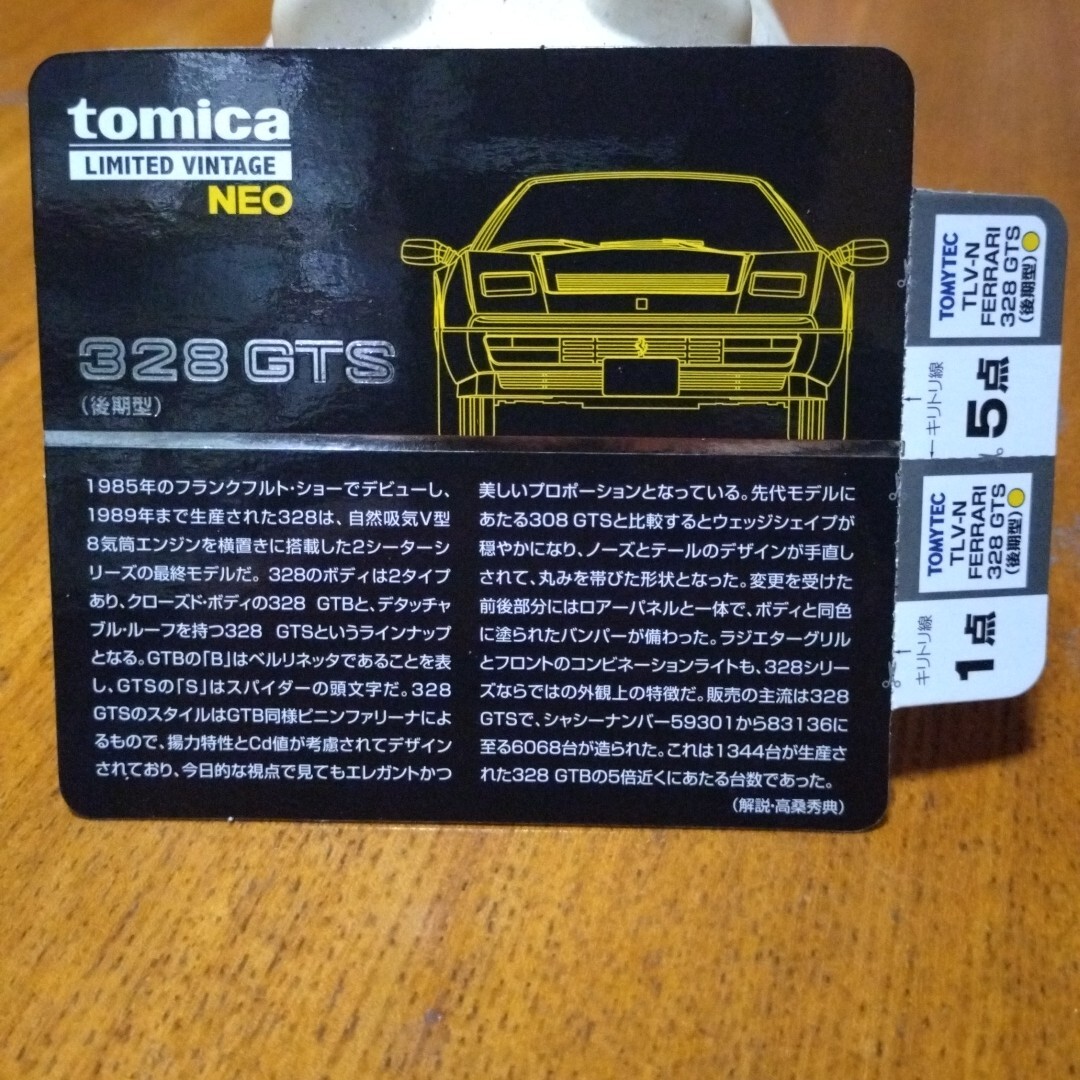 tomica
LIMITED VINTAGE
NEO
328 GTS
(後期型)
1985年のフランクフルト・ショーでデビューし、
1989年まで生産された328は、自然吸気V型
8気筒エンジンを横置きに搭載した2シーターシ
リーズの最終モデルだ。328のボディは2タイプ
あり、クローズド・ボディの328 GTBと、デタッチャ
ブル・ルーフを持つ328 GTSというラインナップ
となる。GTBの「B」はベルリネッタであることを表
し、GTSの「S」はスパイダーの頭文字だ。328
GTSのスタイルはGTB同様ピニンファリーナによ
るもので、揚力特性とCd値が考慮されてデザイン
されており、今日的な視点で見てもエレガントかつ
美しいプロポーションとなっている。先代モデルに
あたる308 GTSと比較するとウェッジシェイプが
穏やかになり、ノーズとテールのデザインが手直し
されて、丸みを帯びた形状となった。変更を受けた
前後部分にはロアーパネルと一体で、ボディと同色
に塗られたバンパーが備わった。ラジエターグリル
とフロントのコンビネーションライトも、328シリー
ズならではの外観上の特徴だ。販売の主流は328
GTSで、シャシーナンバー59301から83136に
至る6068台が造られた。これは1344台が生産さ
れた328 GTBの5倍近くにあたる台数であった。
(解説・高桑秀典)
TOMYTEC
TLV-N
FERRARI
328 GTS
(後期型)
←キリトリ線→
5点
TOMYTEC
TLV-N
FERRARI
328 GTS
(後期型)
キリトリ線
1点